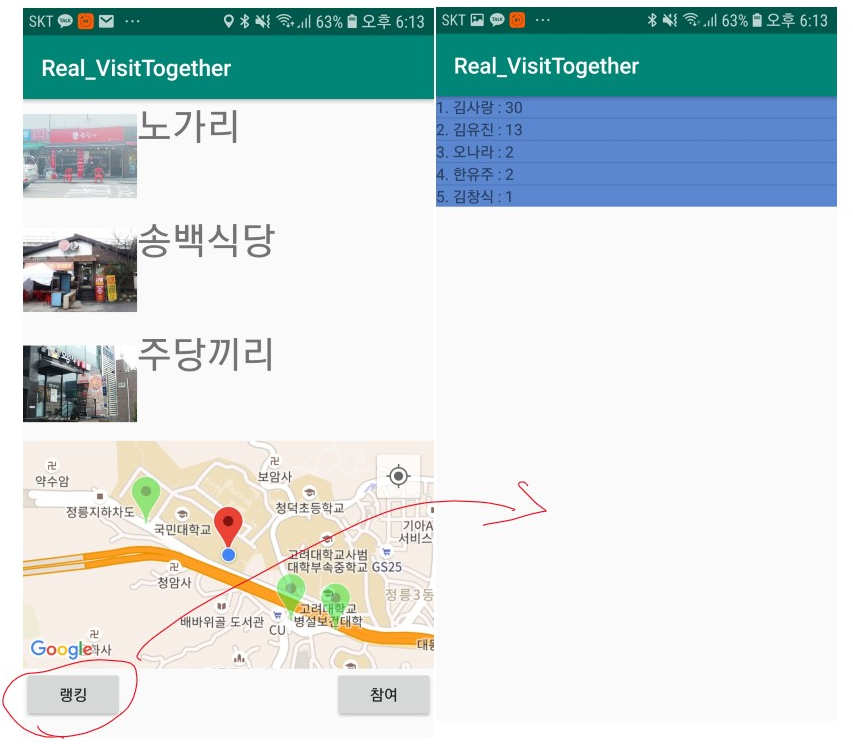 SKT ··· 63% 오후 6:13
Real_VisitTogether
노가리
송백식당
주당끼리
약수암
보암사
정릉지하차도
국민대학교
청덕초등학교
기아A
서비스
고려대학교사범
대학부속중학교 GS25
청암사
정릉3동
배바위골 도서관
CU
고려대학교
병설보건대학
Google
사
대동
랭킹
참여
SKT ··· 63% 오후 6:13
Real_VisitTogether
1. 김사랑 : 30
2. 김유진 : 13
3. 오나라 : 2
4. 한유주 : 2
5. 김창식 : 1